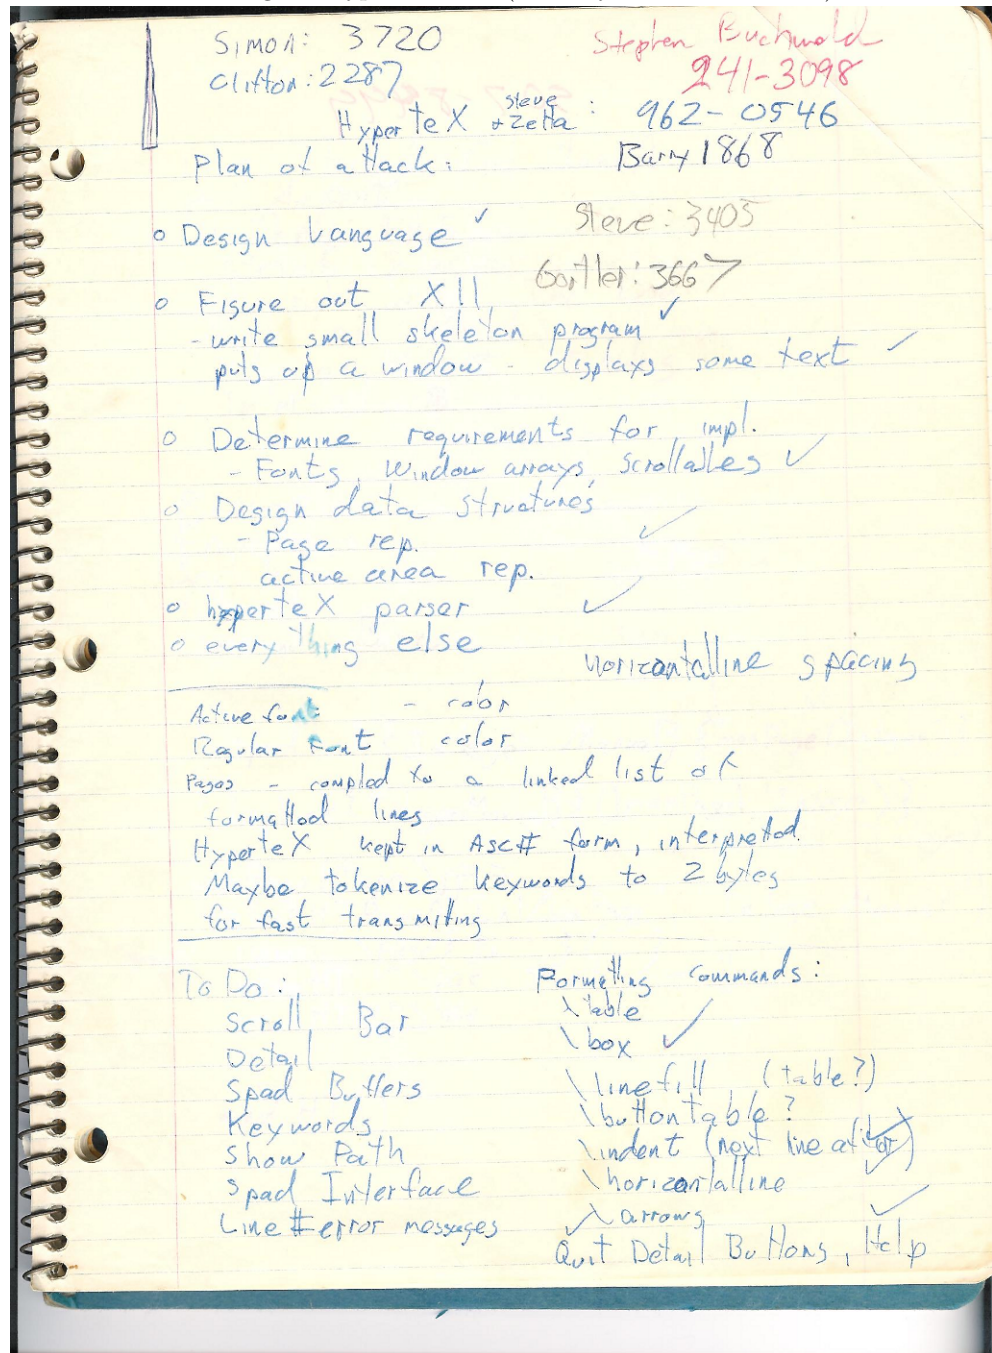 Simon: 3720
Stephen Buchwald
Clifton: 2287
241-3098
HyperteX steve + Zetta : 962-0546
Plan of attack:
Barry 1868
o Design Language ✓
Steve: 3405
Gortler: 3667
o Figure out X11
- write small skeleton program ✓
puts up a window - displays some text ✓
o Determine requirements for impl.
- Fonts, Window arrays, Scrollables ✓
o Design data structures
- Page rep. ✓
active area rep.
o hyperteX parser ✓
o everything else
horizontalline spacing
Active font - color
Regular Font color
Pages - compled to a linked list of
formatted lines
HyperteX kept in ASCII form, interpretted.
Maybe tokenize keywords to 2 bytes
for fast transmitting
To Do:
Formatting commands:
Scroll Bar
\table
Detail
\box ✓
Spad Buffers
\linefill (table?)
Keywords
\buttontable?
Show Path
\indent (next line after)
Spad Interface
\horizontalline
Line # error messages
✓ \arrows
Quit Detail Buttons, Help